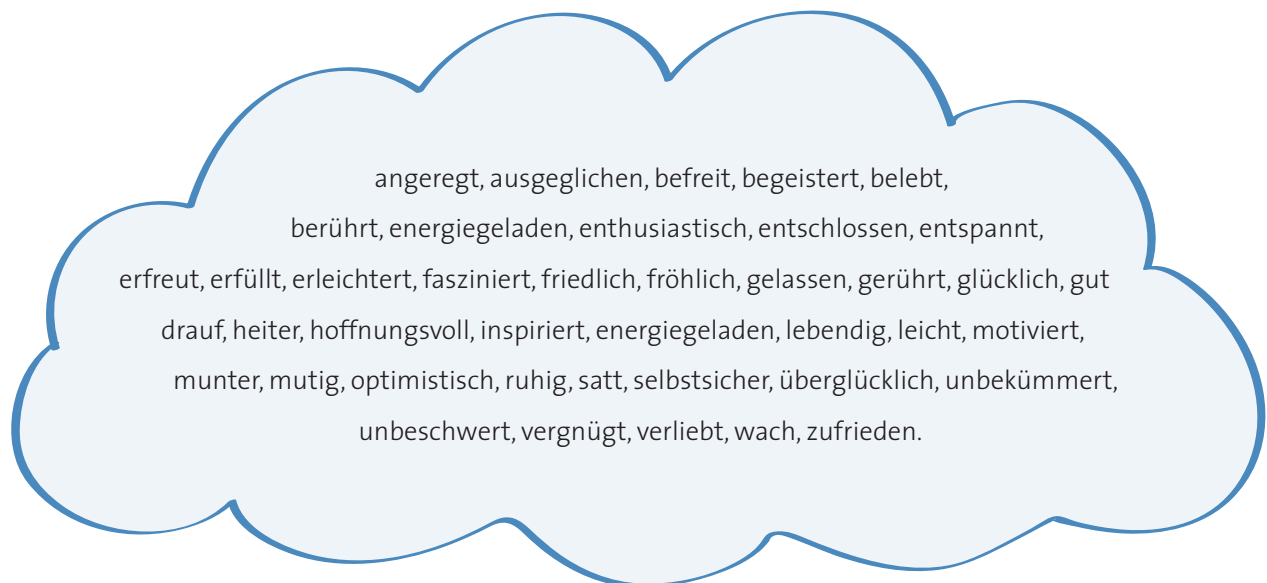 angeregt, ausgeglichen, befreit, begeistert, belebt,
berührt, energiegeladen, enthusiastisch, entschlossen, entspannt,
erfreut, erfüllt, erleichtert, fasziniert, friedlich, fröhlich, gelassen, gerührt, glücklich, gut
drauf, heiter, hoffnungsvoll, inspiriert, energiegeladen, lebendig, leicht, motiviert,
munter, mutig, optimistisch, ruhig, satt, selbstsicher, überglücklich, unbekümmert,
unbeschwert, vergnügt, verliebt, wach, zufrieden.